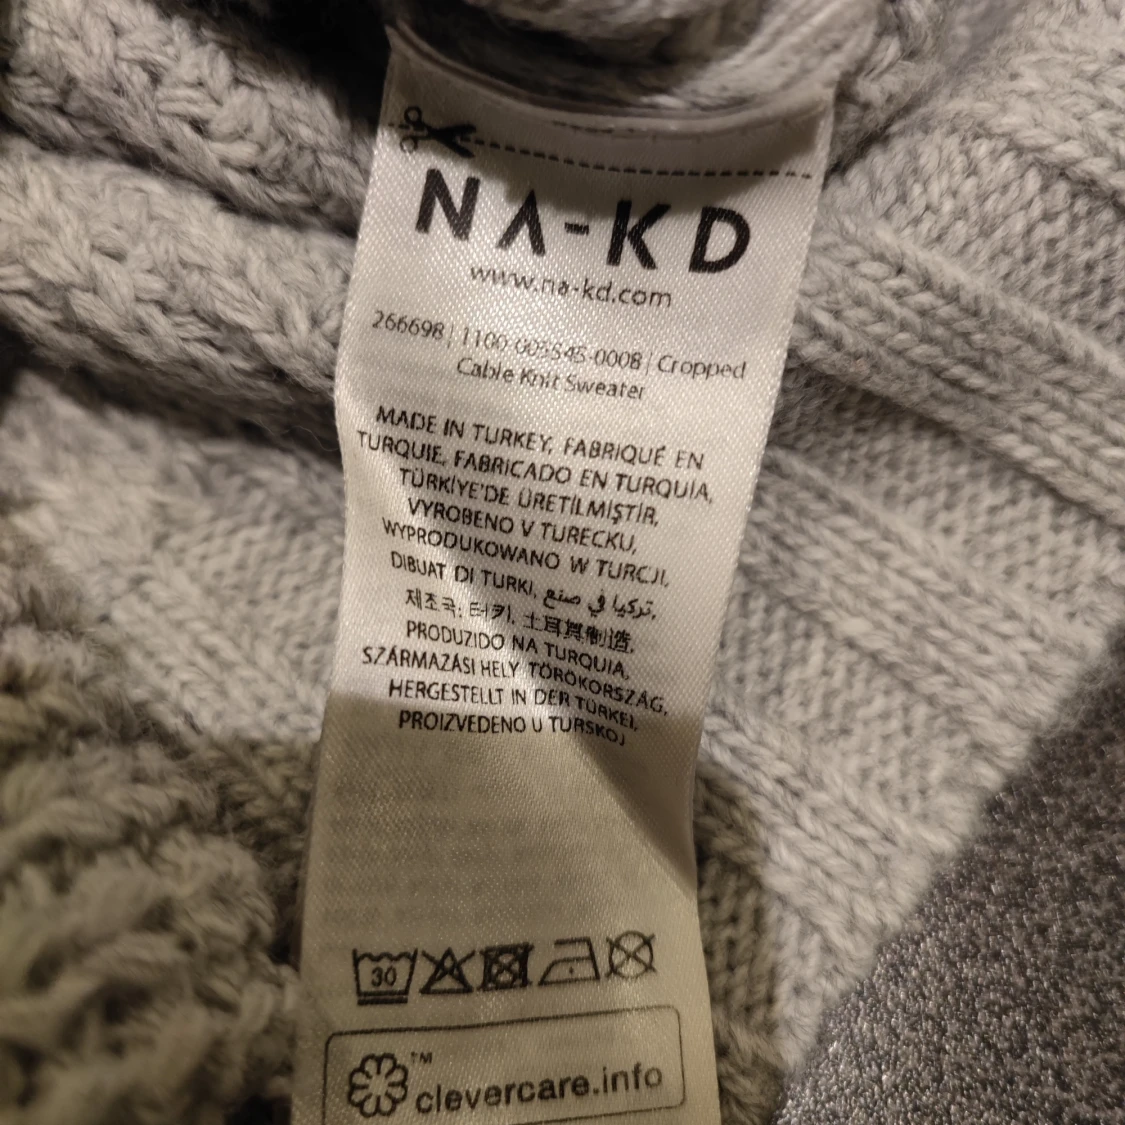 NA-KD
www.na-kd.com
266698 | 1100-005545-0008 | Cropped
Cable Knit Sweater
MADE IN TURKEY, FABRIQUÉ EN
TURQUIE, FABRICADO EN TURQUÍA,
TÜRKİYE'DE ÜRETİLMİŞTİR,
VYROBENO V TURECKU,
WYPRODUKOWANO W TURCJI,
DIBUAT DI TURKI, تركيا في صنع,
제조국: 터키, 土耳其制造,
PRODUZIDO NA TURQUIA,
SZÁRMAZÁSI HELY TÖRÖKORSZÁG,
HERGESTELLT IN DER TÜRKEI,
PROIZVEDENO U TURSKOJ
30
clevercare.info™